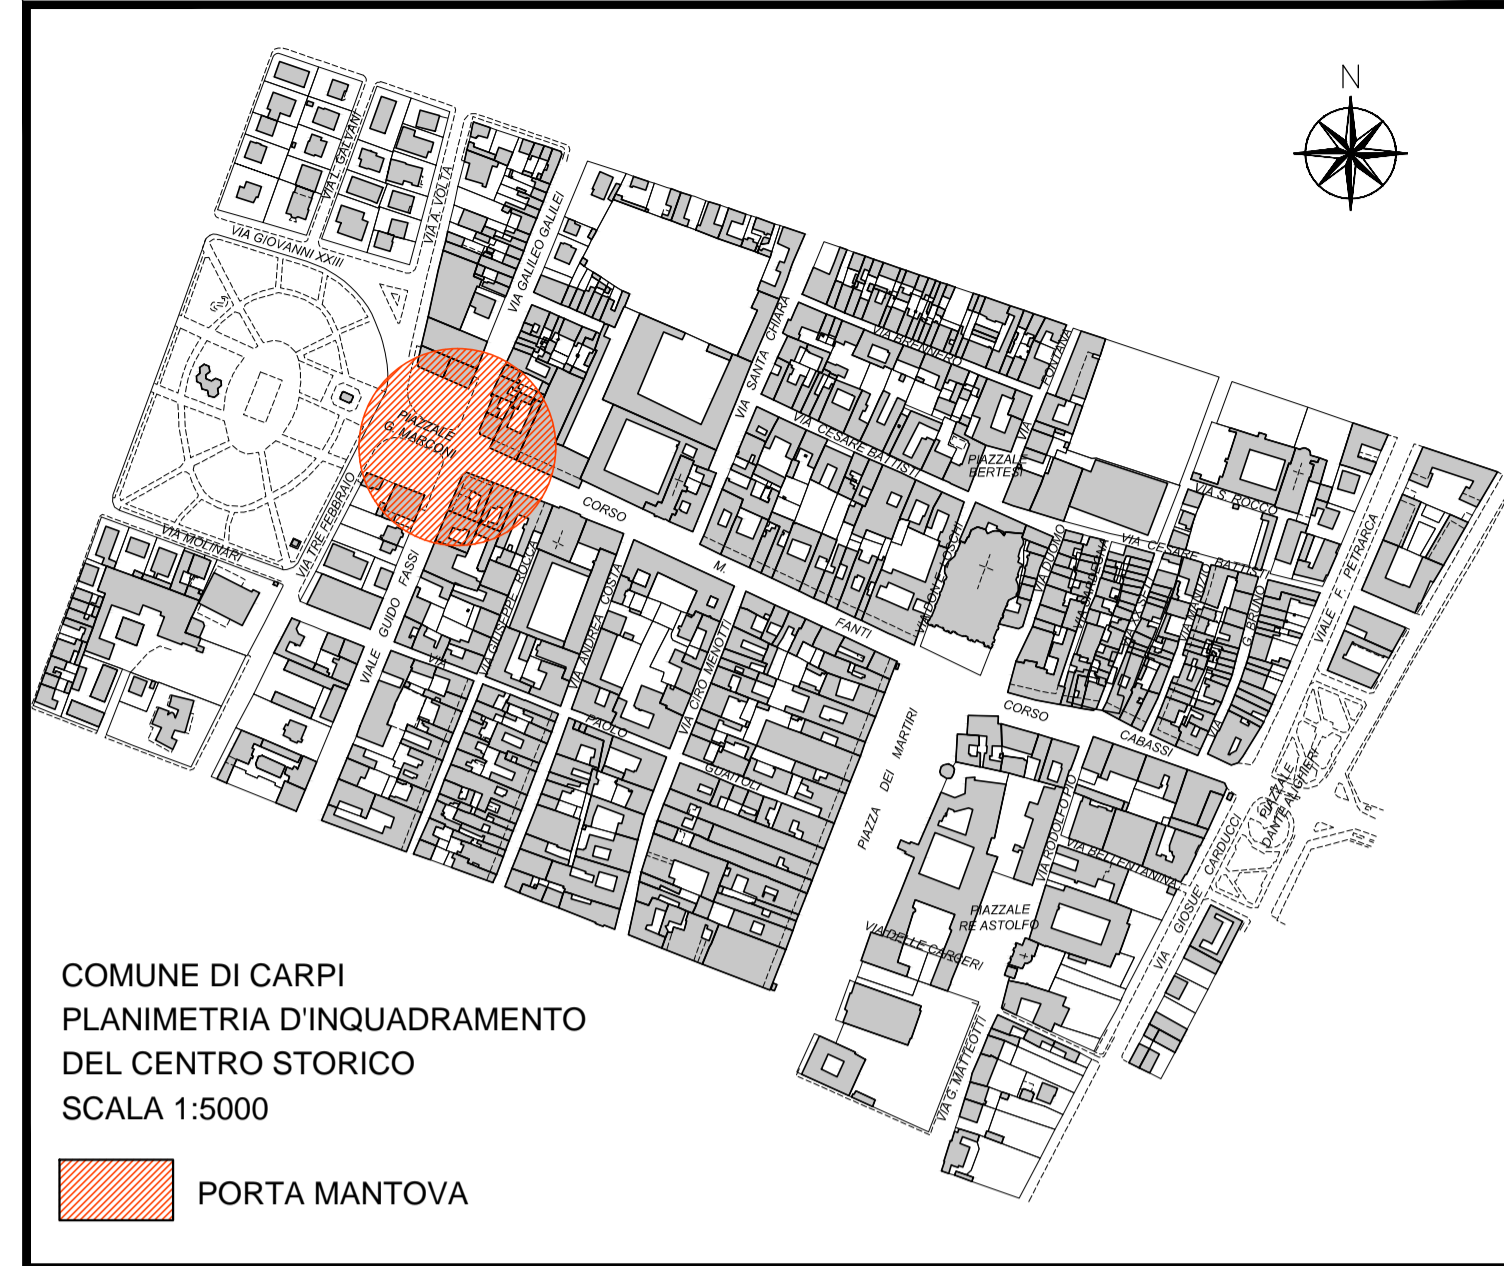 N
VIA L. GALVANI
VIA A. VOLTA
VIA GIOVANNI XXIII
VIA GALILEO GALILEI
VIA SANTA CHIARA
VIA BRENNERO
VIA FONTANA
VIA CESARE BATTISTI
PIAZZALE
BERTESI
PIAZZALE
G. MARCONI
VIA TRE FEBBRAIO
VIA MOLINARI
VIALE GUIDO FASSI
VIA GIUSEPPE ROCCA
VIA ANDREA COSTA
VIA CIRO MENOTTI
CORSO M. FANTI
VIA PAOLO GUAITOLI
VIA DUOMO
VIA S. ROCCO
VIA CESARE BATTISTI
VIA G. BRUNO
VIALE F. PETRARCA
CORSO CABASSI
PIAZZA DEI MARTIRI
PIAZZALE
DANTE ALIGHIERI
VIA RODOLFO PIO
VIA BELLENTANINA
VIA GIOSUE CARDUCCI
PIAZZALE
RE ASTOLFO
VIA DELLE CARCERI
VIA G. MATTEOTTI
COMUNE DI CARPI
PLANIMETRIA D'INQUADRAMENTO
DEL CENTRO STORICO
SCALA 1:5000
PORTA MANTOVA